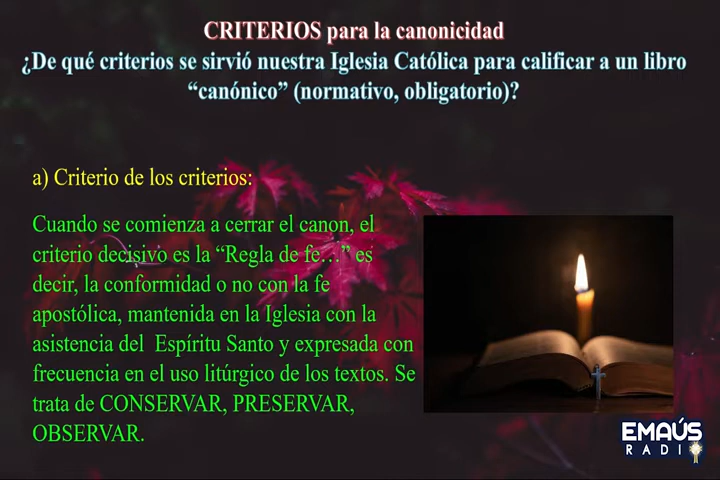 CRITERIOS para la canonicidad
¿De qué criterios se sirvió nuestra Iglesia Católica para calificar a un libro
“canónico” (normativo, obligatorio)?
a) Criterio de los criterios:
Cuando se comienza a cerrar el canon, el
criterio decisivo es la “Regla de fe…” es
decir, la conformidad o no con la fe
apostólica, mantenida en la Iglesia con la
asistencia del Espíritu Santo y expresada con
frecuencia en el uso litúrgico de los textos. Se
trata de CONSERVAR, PRESERVAR,
OBSERVAR.
EMAÚS
RADIO